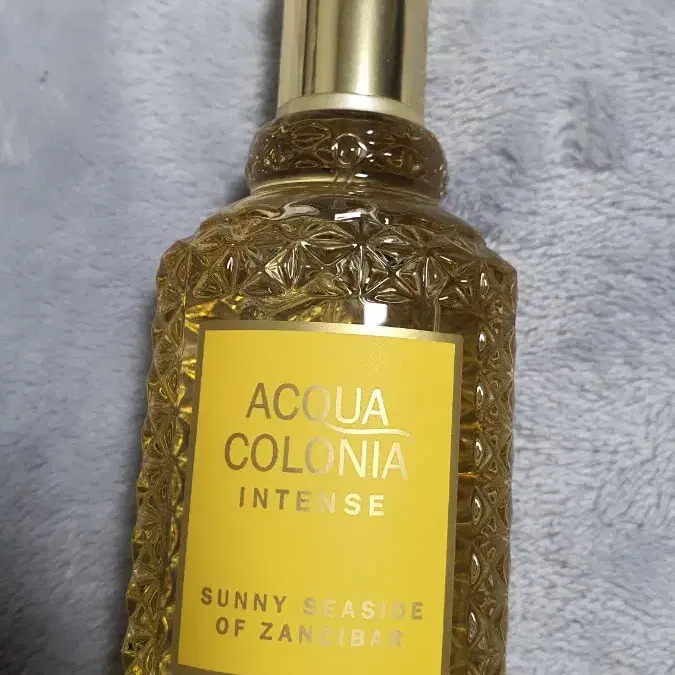 ACQUA
COLONIA
INTENSE
SUNNY SEASIDE
OF ZANZIBAR